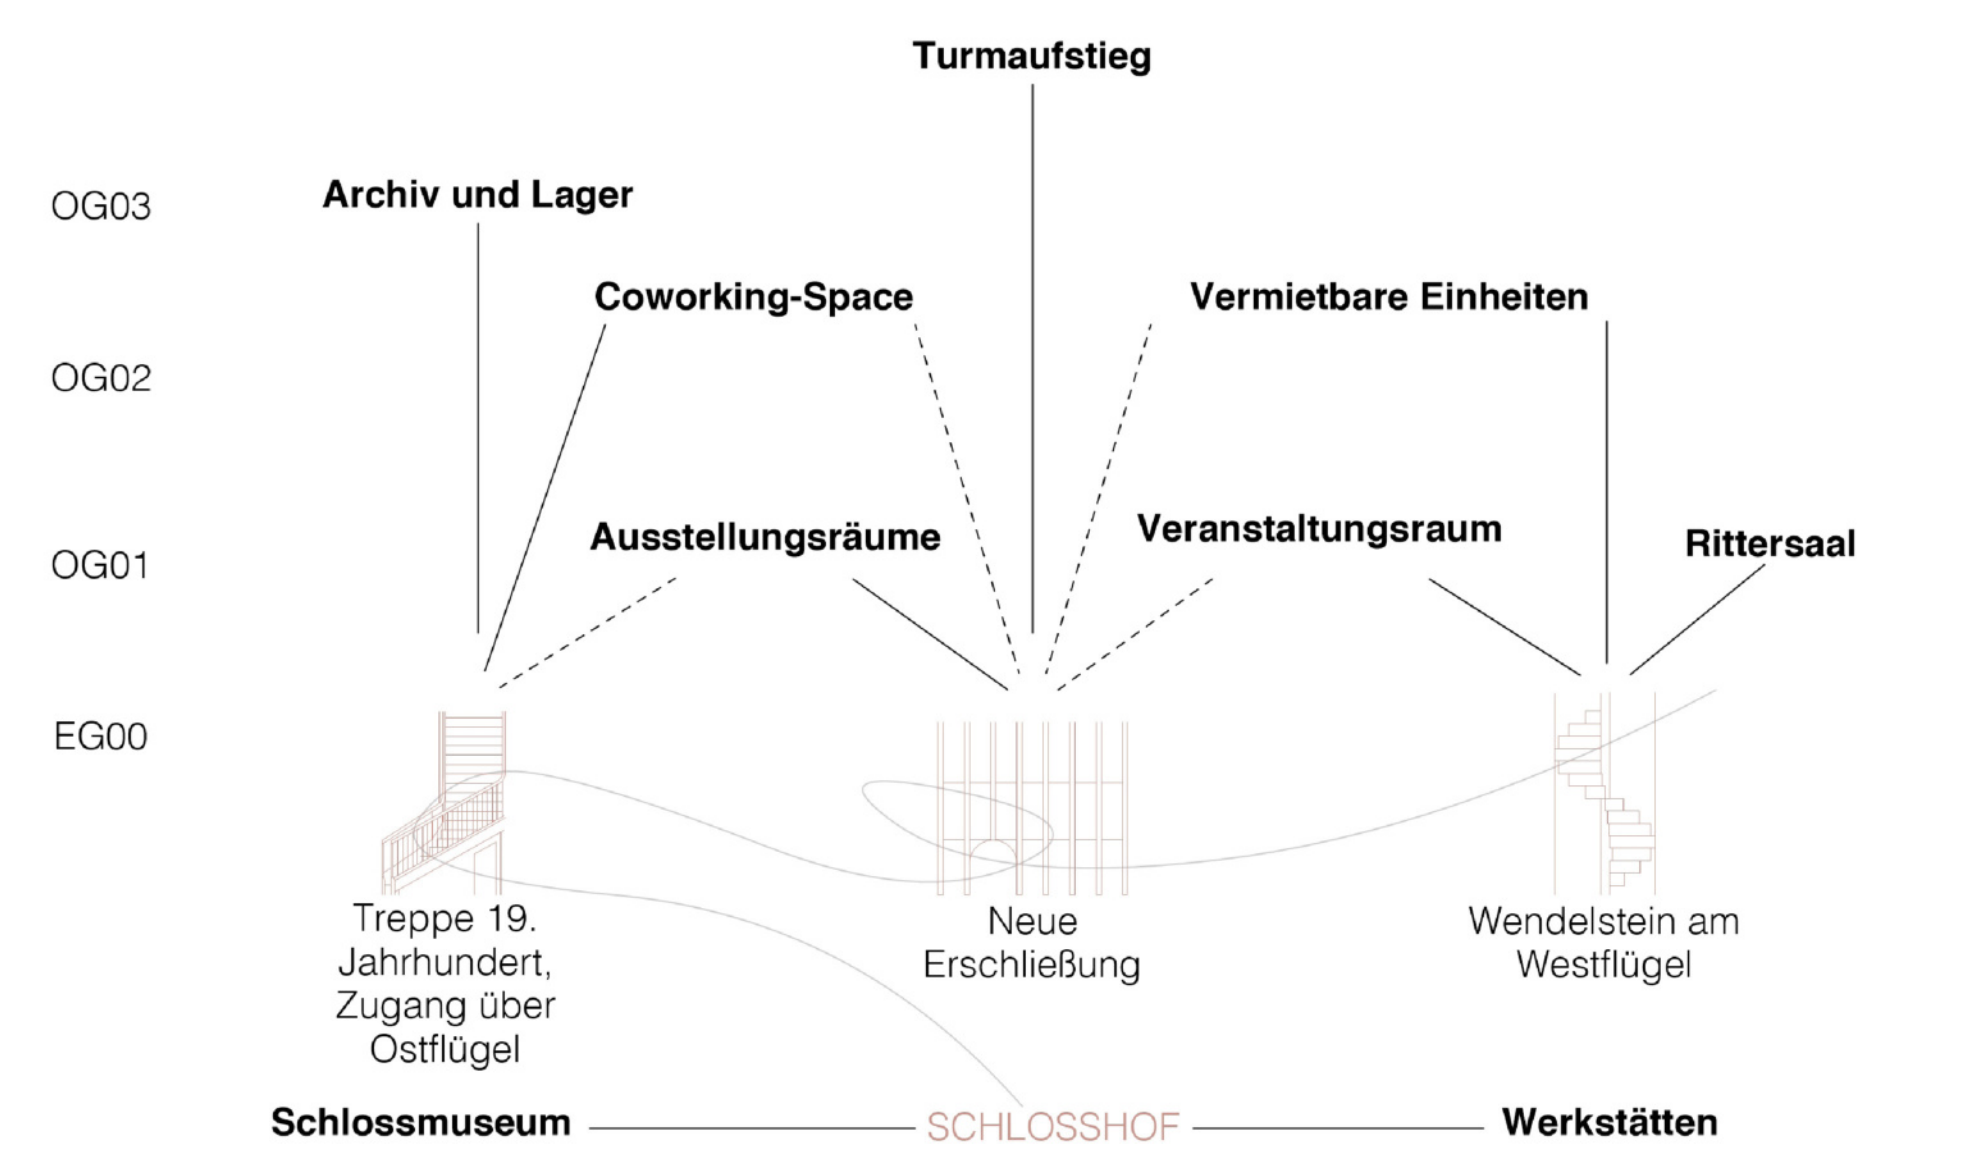 Turmaufstieg
OG03
Archiv und Lager
Coworking-Space
Vermietbare Einheiten
OG02
Ausstellungsräume
Veranstaltungsraum
Rittersaal
OG01
EG00
Treppe 19.
Jahrhundert,
Zugang über
Ostflügel
Neue
Erschließung
Wendelstein am
Westflügel
Schlossmuseum
SCHLOSSHOF
Werkstätten